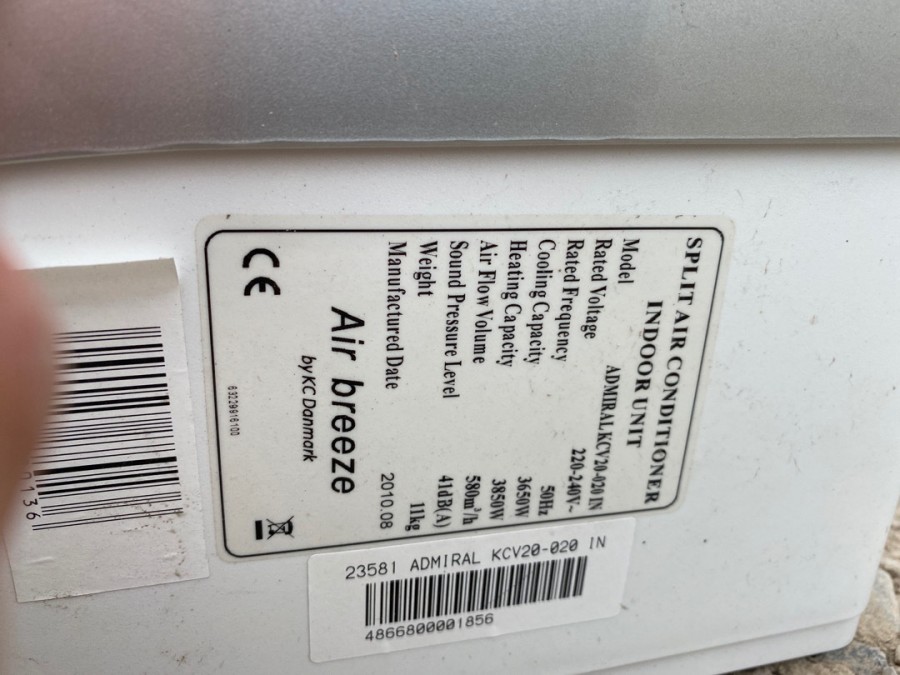 SPLIT AIR CONDITIONER
INDOOR UNIT
Model ADMIRAL KCV20-020 IN
Rated Voltage 220-240V~
Rated Frequency 50Hz
Cooling Capacity 3650W
Heating Capacity 3850W
Air Flow Volume 580m³/h
Sound Pressure Level 41dB(A)
Weight 11kg
Manufactured Date 2010.08
Air breeze
by KC Danmark
CE
69229916100
23581 ADMIRAL KCV20-020 IN
4866800001856
0136